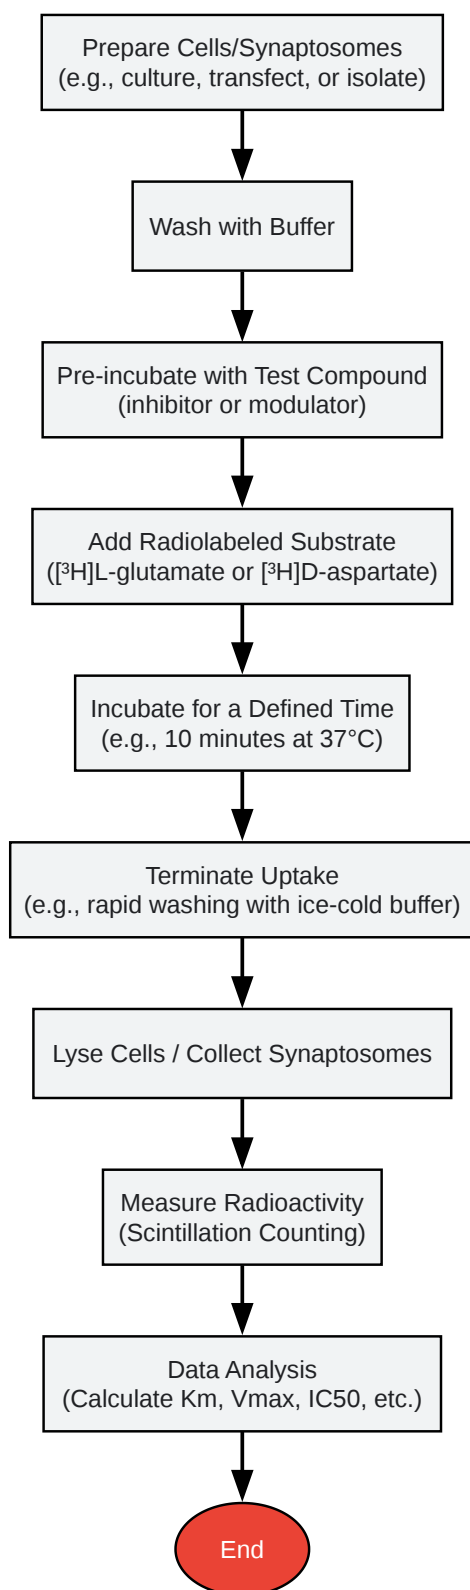 Prepare Cells/Synaptosomes
(e.g., culture, transfect, or isolate)
Wash with Buffer
Pre-incubate with Test Compound
(inhibitor or modulator)
Add Radiolabeled Substrate
([³H]L-glutamate or [³H]D-aspartate)
Incubate for a Defined Time
(e.g., 10 minutes at 37°C)
Terminate Uptake
(e.g., rapid washing with ice-cold buffer)
Lyse Cells / Collect Synaptosomes
Measure Radioactivity
(Scintillation Counting)
Data Analysis
(Calculate Km, Vmax, IC50, etc.)
End